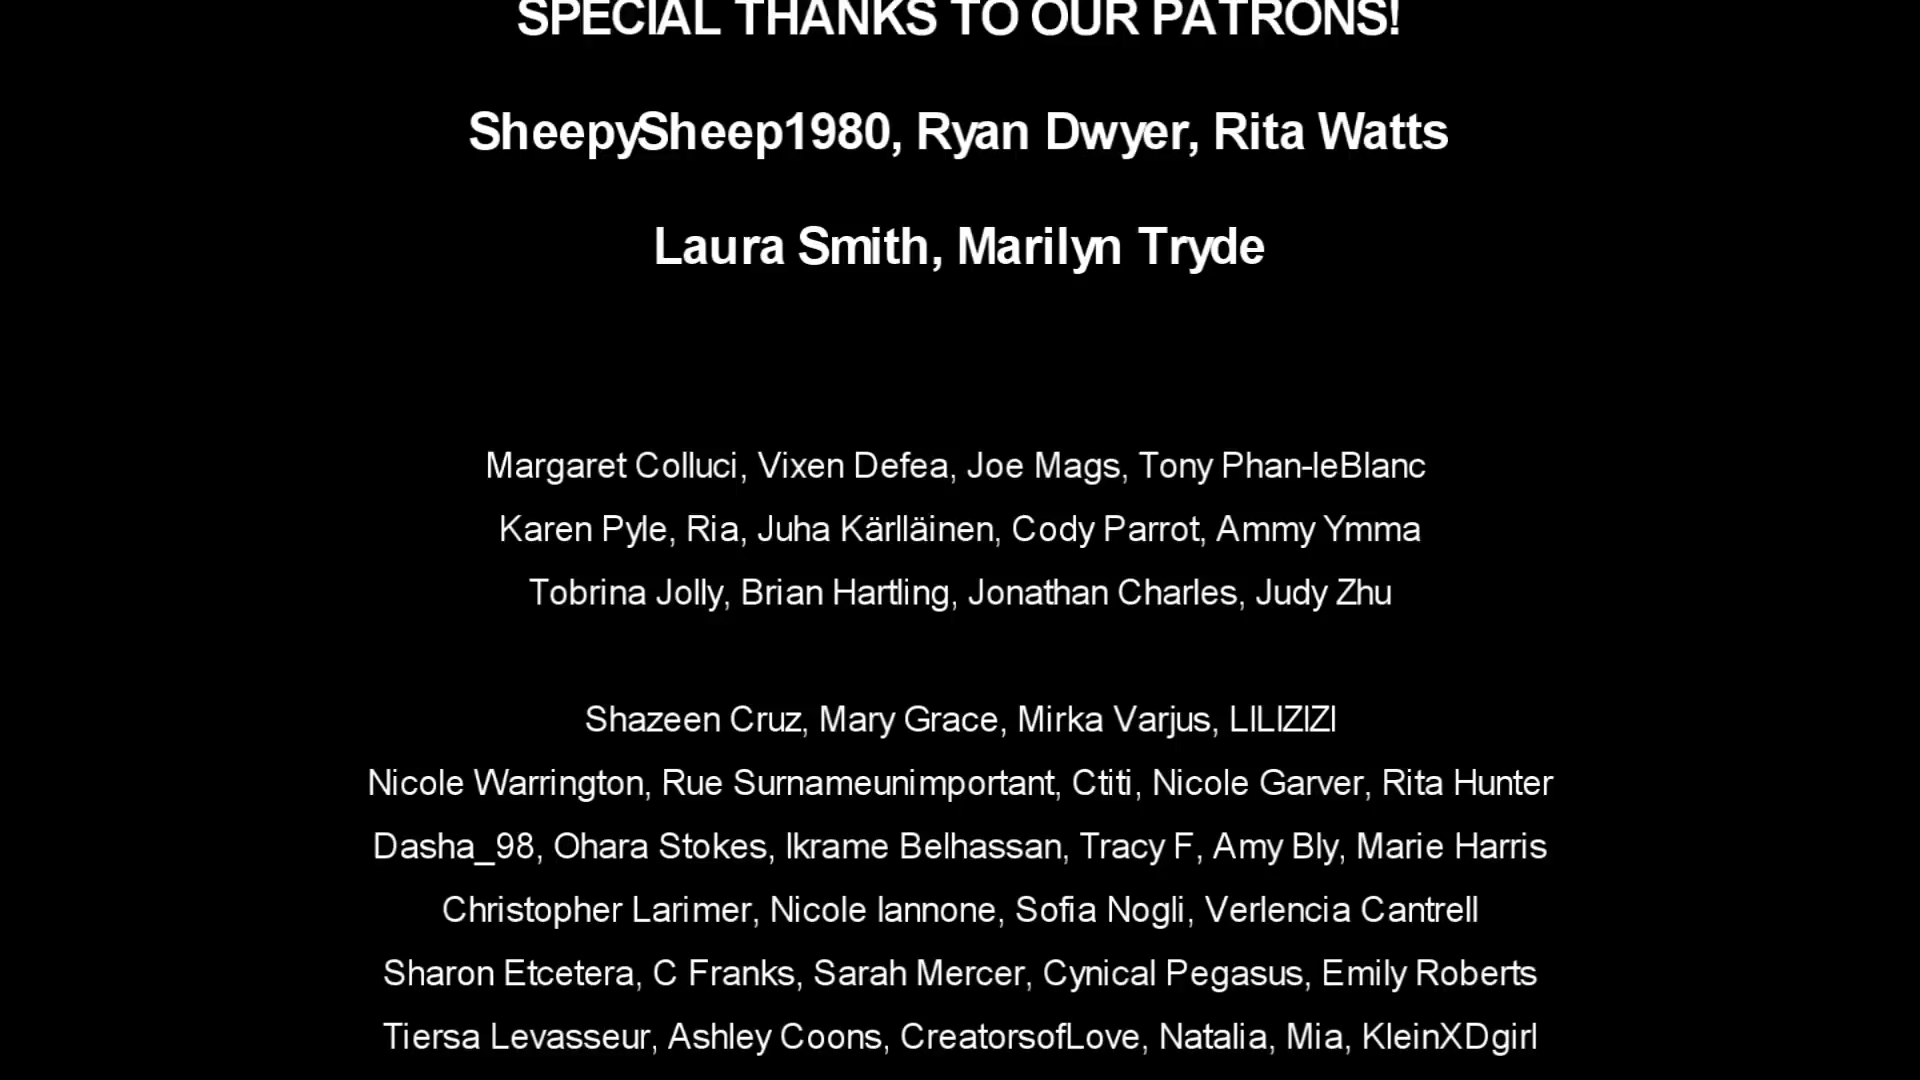 SPECIAL THANKS TO OUR PATRONS!
SheepySheep1980, Ryan Dwyer, Rita Watts
Laura Smith, Marilyn Tryde
Margaret Colluci, Vixen Defea, Joe Mags, Tony Phan-leBlanc
Karen Pyle, Ria, Juha Kärlläinen, Cody Parrot, Ammy Ymma
Tobrina Jolly, Brian Hartling, Jonathan Charles, Judy Zhu
Shazeen Cruz, Mary Grace, Mirka Varjus, LILIZIZI
Nicole Warrington, Rue Surnameunimportant, Ctiti, Nicole Garver, Rita Hunter
Dasha_98, Ohara Stokes, Ikrame Belhassan, Tracy F, Amy Bly, Marie Harris
Christopher Larimer, Nicole Iannone, Sofia Nogli, Verlencia Cantrell
Sharon Etcetera, C Franks, Sarah Mercer, Cynical Pegasus, Emily Roberts
Tiersa Levasseur, Ashley Coons, CreatorsofLove, Natalia, Mia, KleinXDgirl